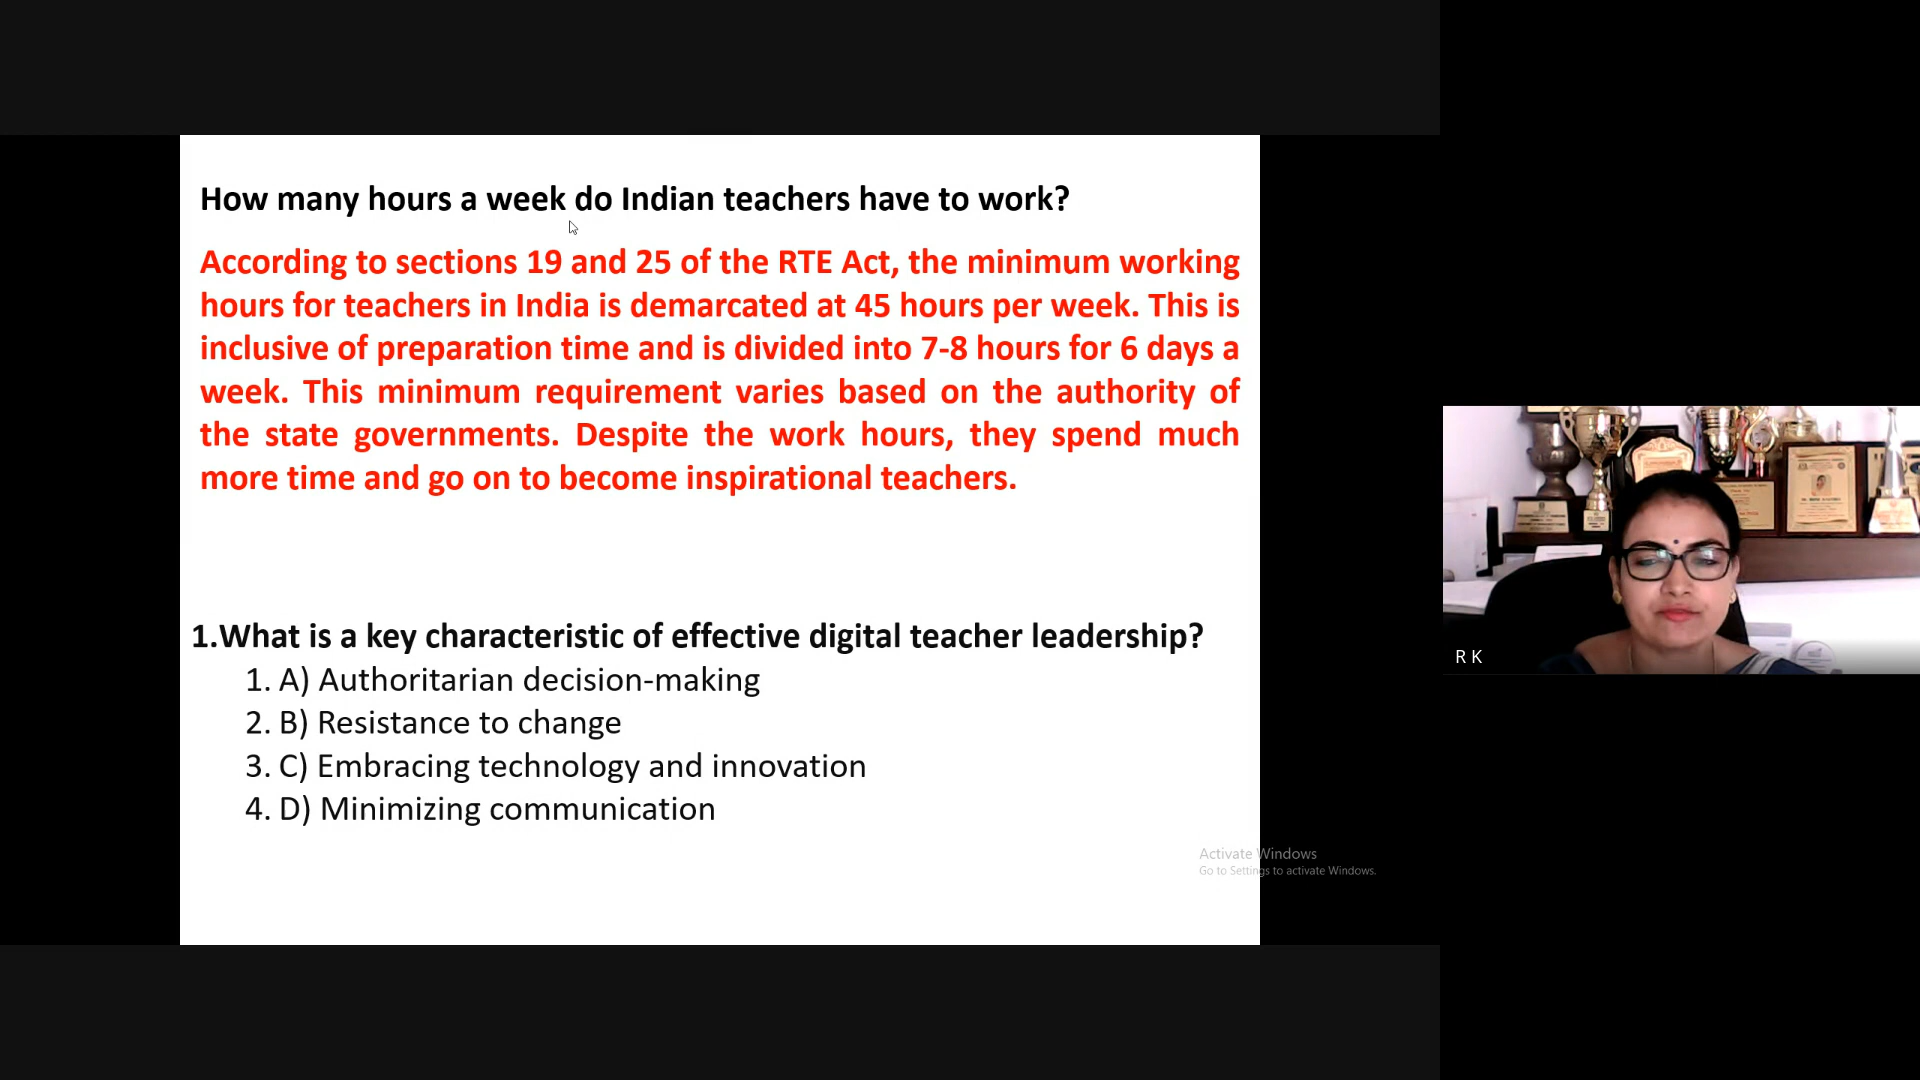 How many hours a week do Indian teachers have to work?
According to sections 19 and 25 of the RTE Act, the minimum working
hours for teachers in India is demarcated at 45 hours per week. This is
inclusive of preparation time and is divided into 7-8 hours for 6 days a
week. This minimum requirement varies based on the authority of
the state governments. Despite the work hours, they spend much
more time and go on to become inspirational teachers.
1.What is a key characteristic of effective digital teacher leadership?
1. A) Authoritarian decision-making
2. B) Resistance to change
3. C) Embracing technology and innovation
4. D) Minimizing communication
Activate Windows
Go to Settings to activate Windows.
R K